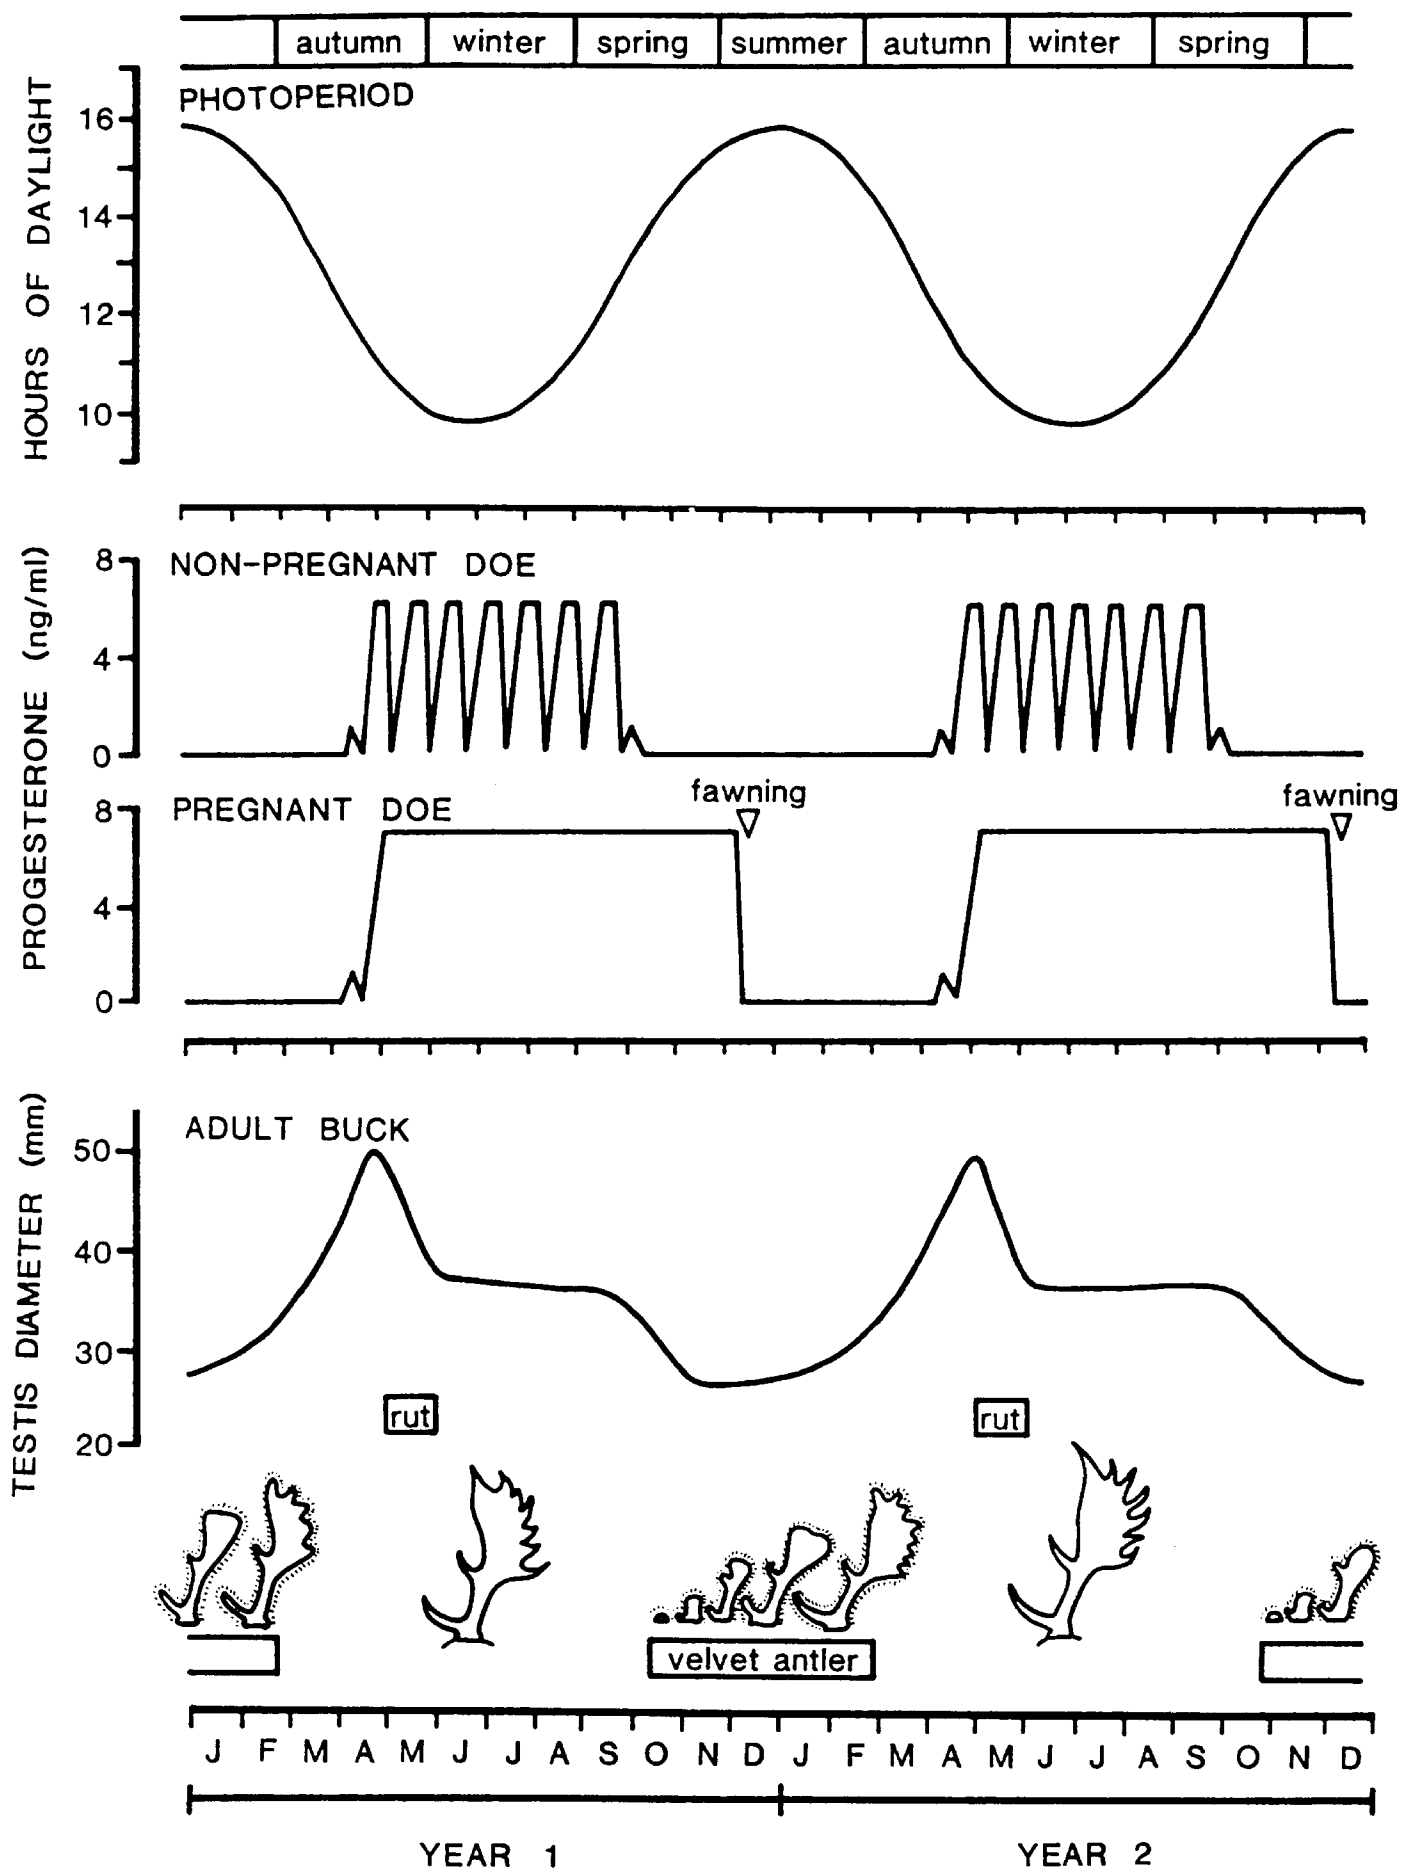 autumn winter spring summer autumn winter spring
PHOTOPERIOD
HOURS OF DAYLIGHT
16
14
12
10
PROGESTERONE (ng/ml)
NON-PREGNANT DOE
8
4
0
PREGNANT DOE
fawning
fawning
8
4
0
TESTIS DIAMETER (mm)
ADULT BUCK
50
40
30
20
rut
rut
velvet antler
J F M A M J J A S O N D J F M A M J J A S O N D
YEAR 1 YEAR 2